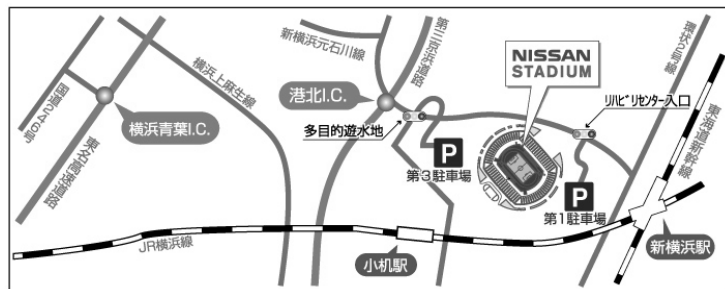 国道246号
横浜青葉I.C.
東名高速道路
横浜上麻生線
新横浜元石川線
第三京浜道路
港北I.C.
多目的遊水地
P
第3駐車場
NISSAN
STADIUM
リハビリセンター入口
P
第1駐車場
環状2号線
東海道新幹線
新横浜駅
小机駅
JR横浜線